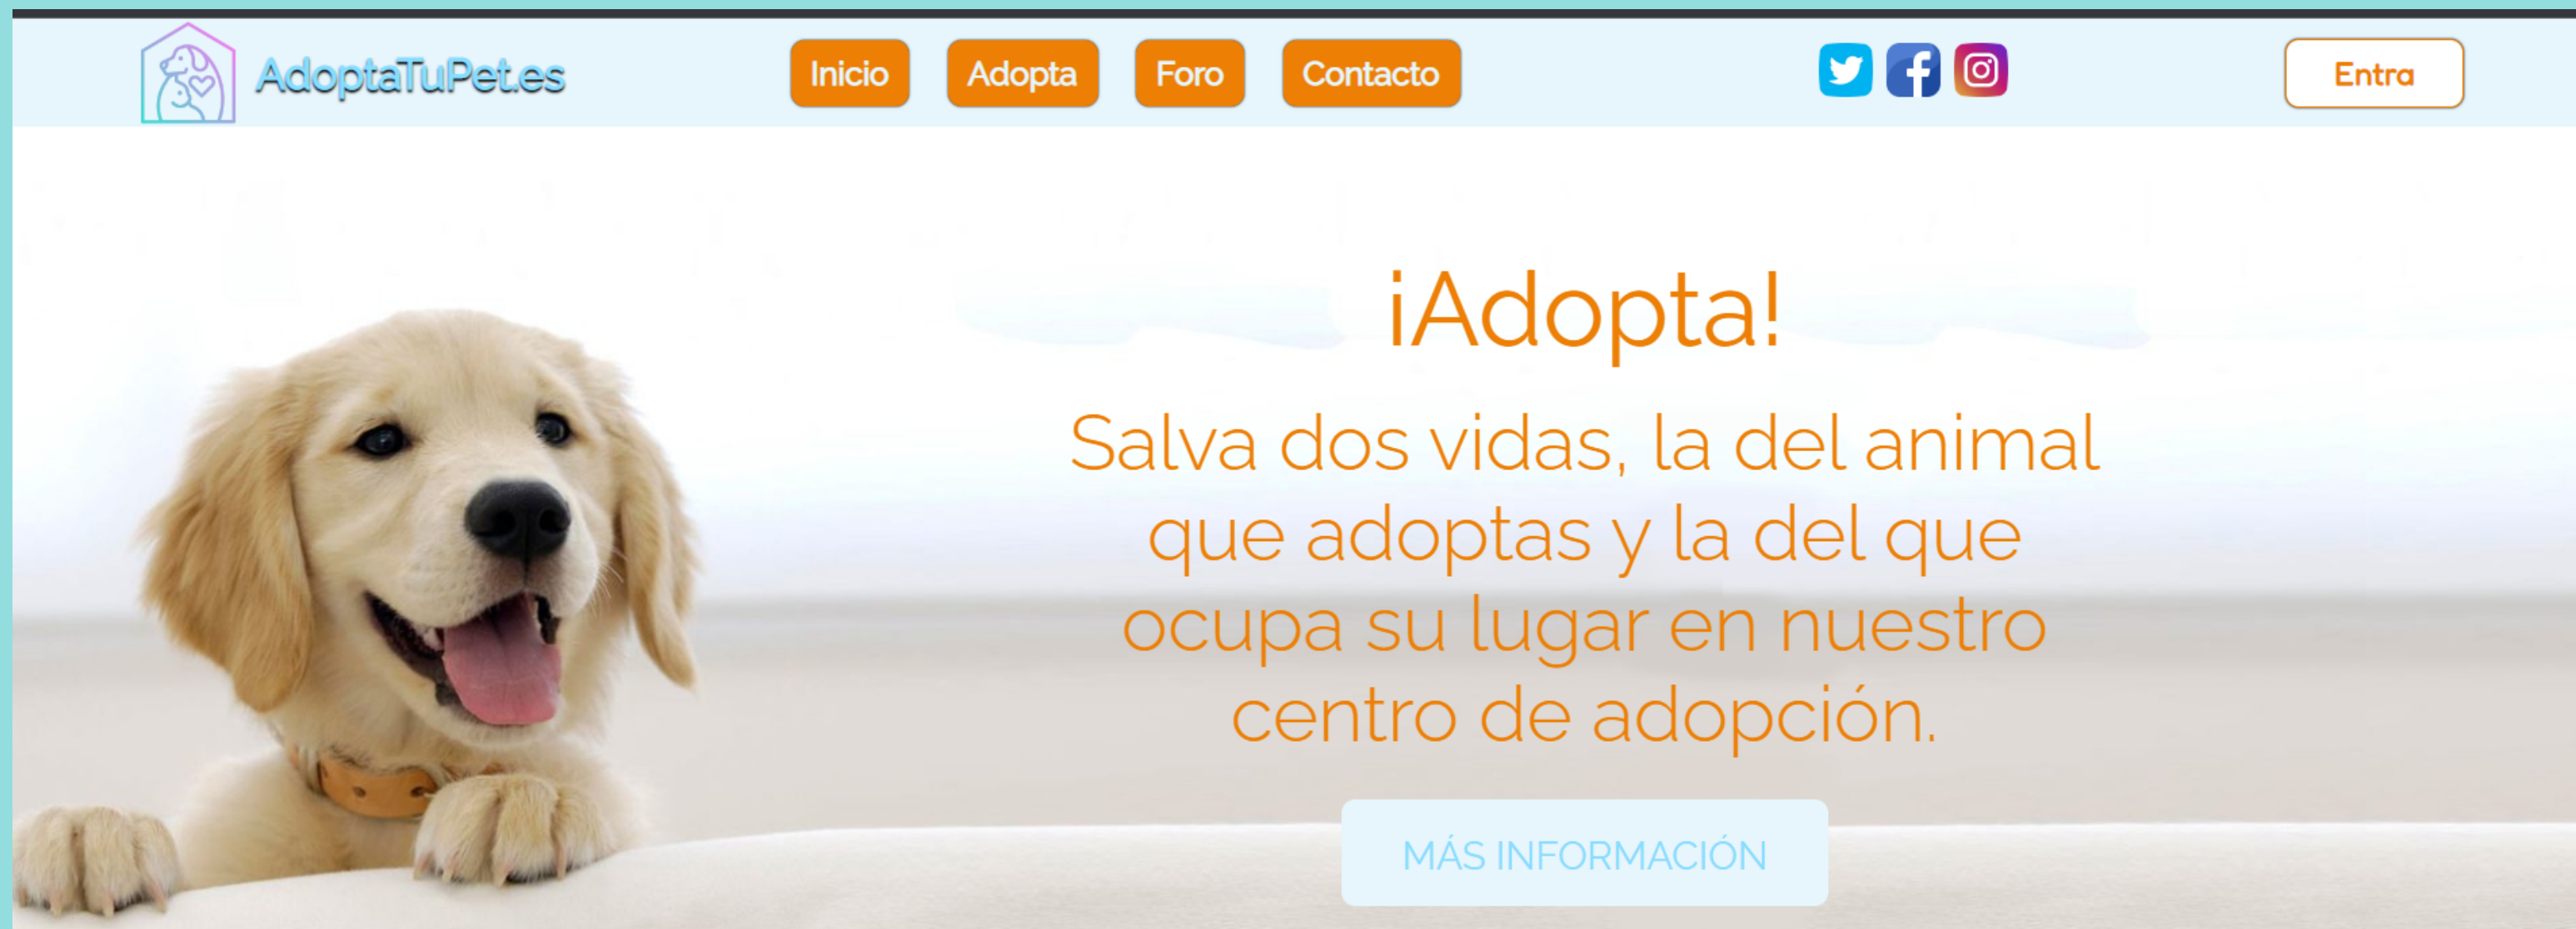 AdoptaTuPet.es
Inicio
Adopta
Foro
Contacto
Entra
¡Adopta!
Salva dos vidas, la del animal
que adoptas y la del que
ocupa su lugar en nuestro
centro de adopción.
MÁS INFORMACIÓN